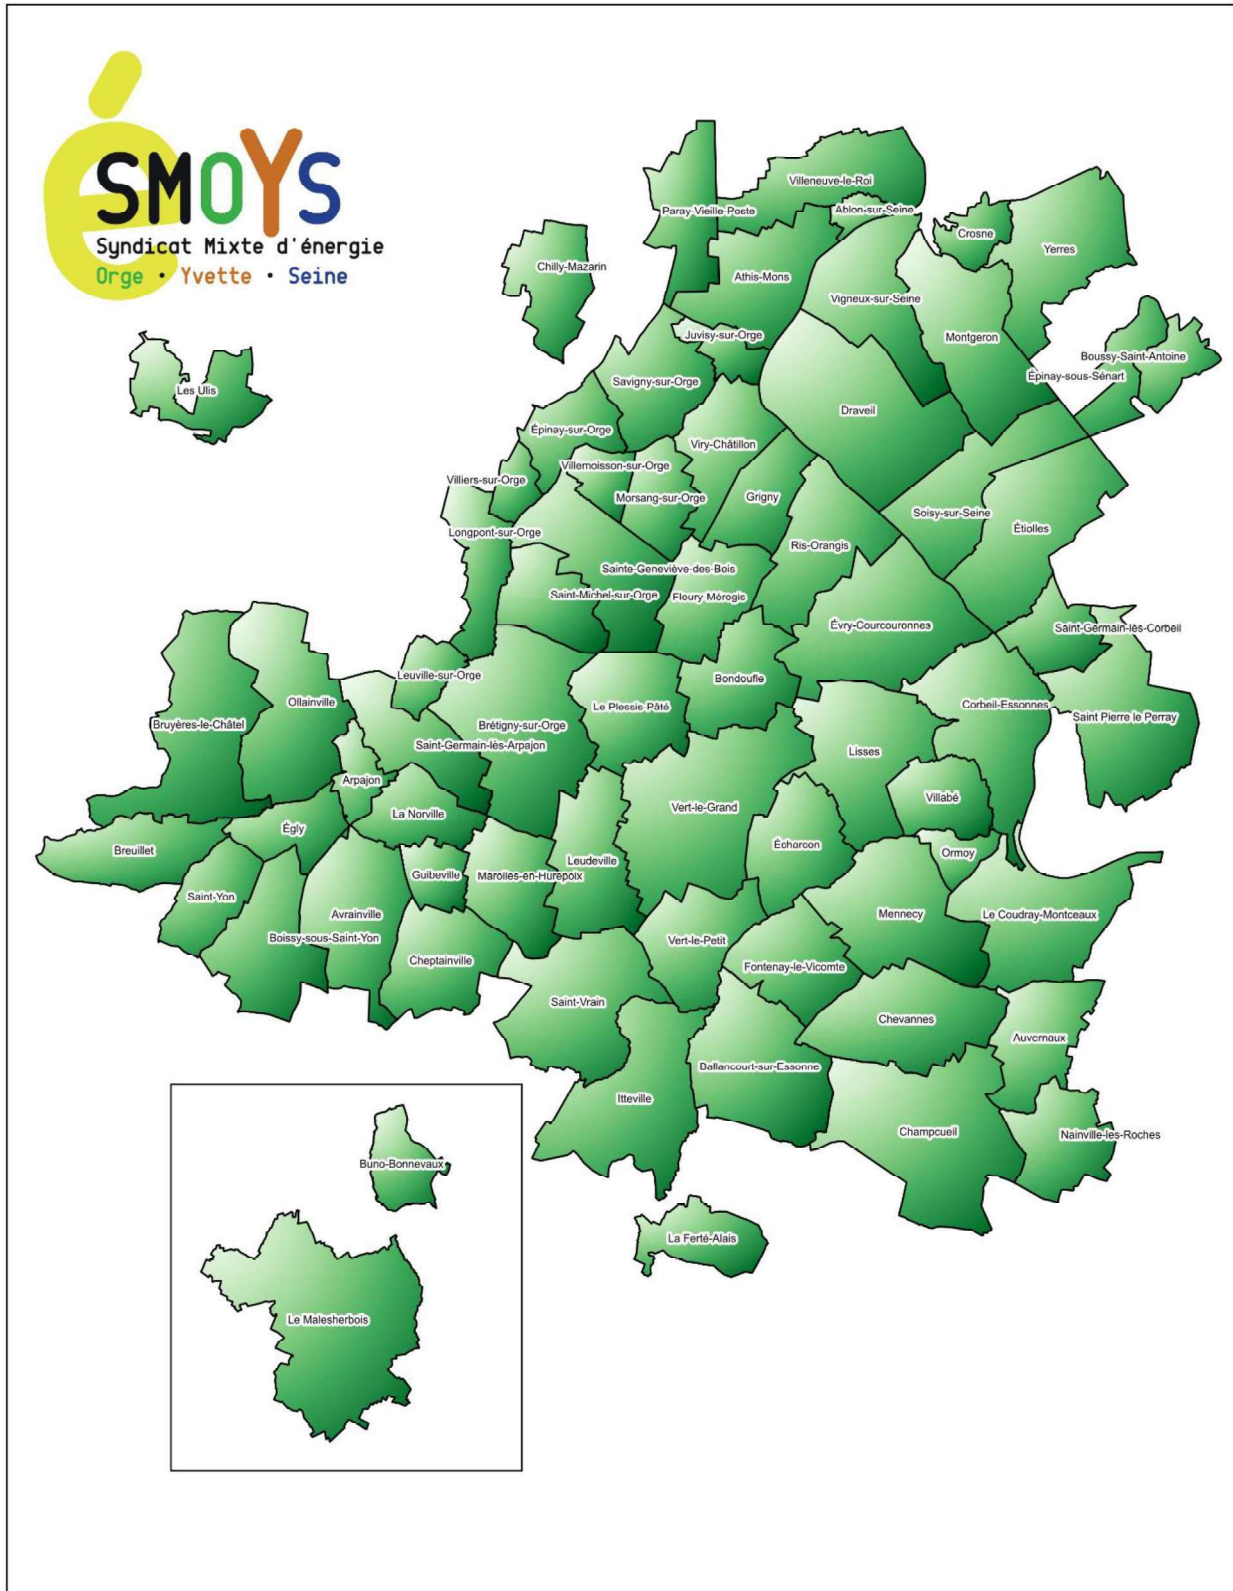 é
SMOYS
Syndicat Mixte d'énergie
Orge • Yvette • Seine
Villeneuve-le-Roi
Paray-Vieille-Poste
Ablon-sur-Seine
Crosne
Yerres
Chilly-Mazarin
Athis-Mons
Vigneux-sur-Seine
Juvisy-sur-Orge
Montgeron
Boussy-Saint-Antoine
Épinay-sous-Sénart
Les Ulis
Savigny-sur-Orge
Draveil
Épinay-sur-Orge
Viry-Châtillon
Villemoisson-sur-Orge
Villiers-sur-Orge
Morsang-sur-Orge
Grigny
Soisy-sur-Seine
Étiolles
Longpont-sur-Orge
Ris-Orangis
Sainte-Geneviève-des-Bois
Saint-Michel-sur-Orge
Fleury-Mérogis
Évry-Courcouronnes
Saint-Germain-lès-Corbeil
Leuville-sur-Orge
Bondoufle
Ollainville
Le Plessis-Pâté
Corbeil-Essonnes
Saint Pierre le Perray
Bruyères-le-Châtel
Brétigny-sur-Orge
Saint-Germain-lès-Arpajon
Lisses
Arpajon
Villabé
Vert-le-Grand
La Norville
Égly
Écharcon
Breuillet
Ormoy
Leudeville
Guibeville
Marolles-en-Hurepoix
Saint-Yon
Avrainville
Mennecy
Le Coudray-Montceaux
Boissy-sous-Saint-Yon
Vert-le-Petit
Cheptainville
Fontenay-le-Vicomte
Saint-Vrain
Chevannes
Auvernaux
Ballancourt-sur-Essonne
Itteville
Champcueil
Nainville-les-Roches
Buno-Bonnevaux
La Ferté-Alais
Le Malesherbois